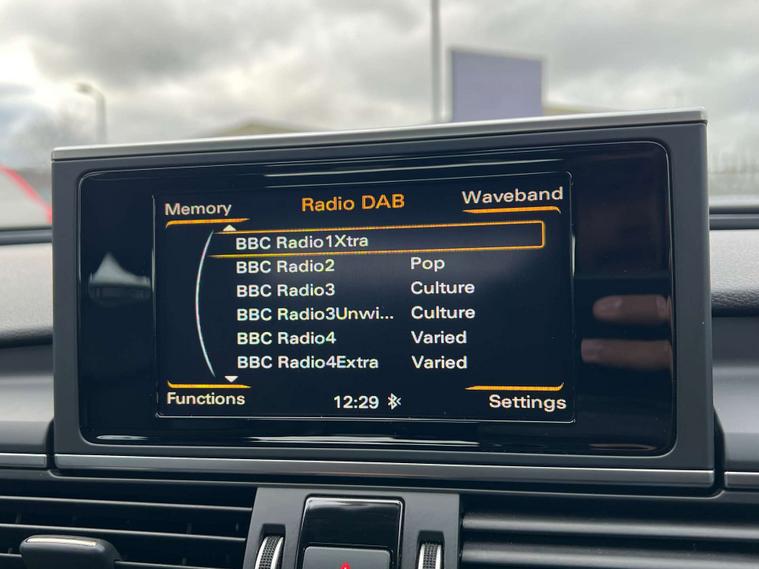 Memory Radio DAB Waveband
BBC Radio1Xtra
BBC Radio2 Pop
BBC Radio3 Culture
BBC Radio3Unwi... Culture
BBC Radio4 Varied
BBC Radio4Extra Varied
Functions 12:29 Settings